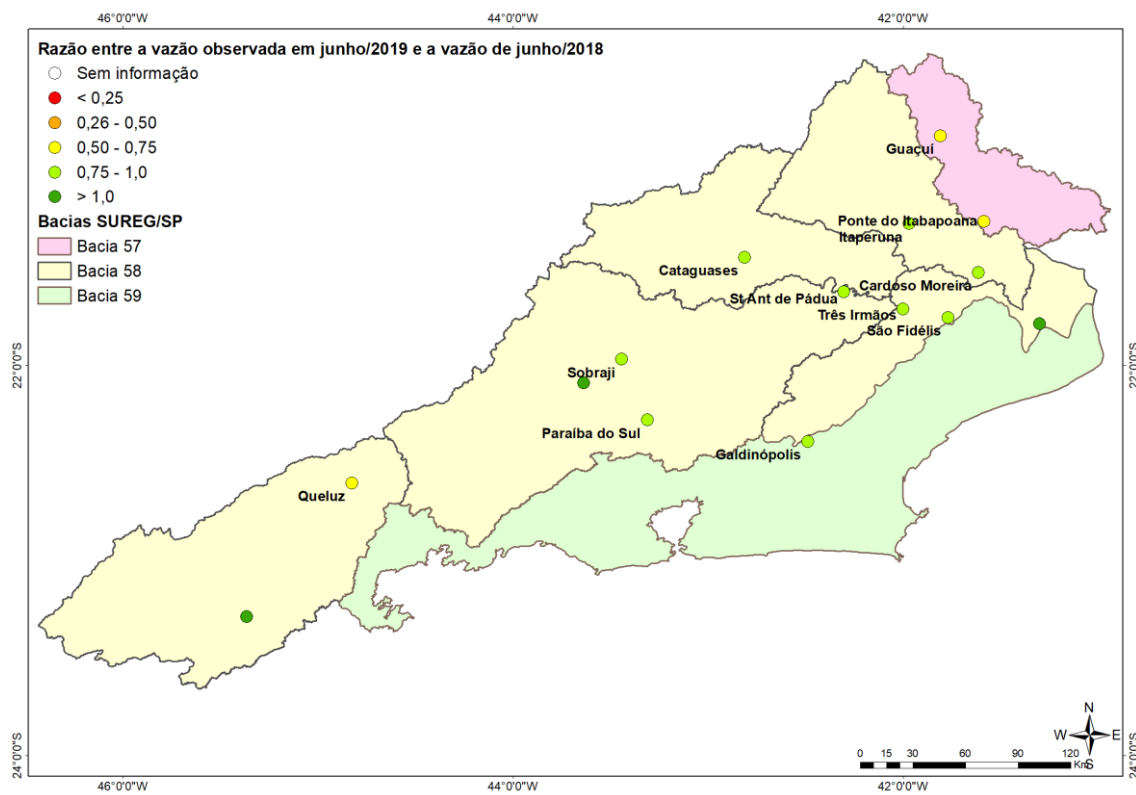 46°0'0"W 44°0'0"W 42°0'0"W
Razão entre a vazão observada em junho/2019 e a vazão de junho/2018
Sem informação
< 0,25
0,26 - 0,50
0,50 - 0,75
0,75 - 1,0
> 1,0
Bacias SUREG/SP
Bacia 57
Bacia 58
Bacia 59
Guaçuí
Ponte do Itabapoana
Itaperuna
Cataguases
Cardoso Moreira
St Ant de Pádua
Três Irmãos
São Fidélis
22°0'0"S 22°0'0"S
Sobraji
Paraíba do Sul
Galdinópolis
Queluz
N
W E
S
0 15 30 60 90 120
Km
24°0'0"S 24°0'0"S
46°0'0"W 44°0'0"W 42°0'0"W